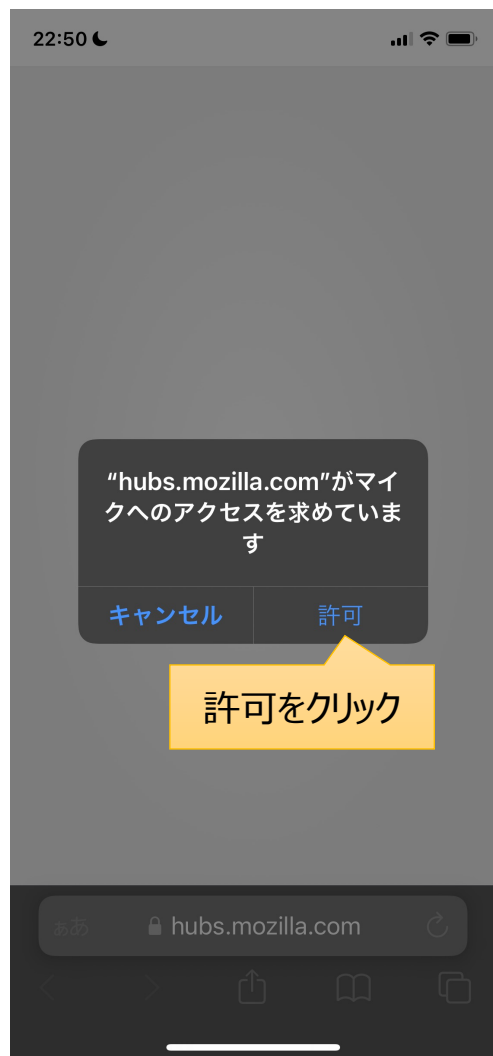 22:50
“hubs.mozilla.com”がマイ
クへのアクセスを求めていま
す
キャンセル
許可
許可をクリック
ぁあ
hubs.mozilla.com